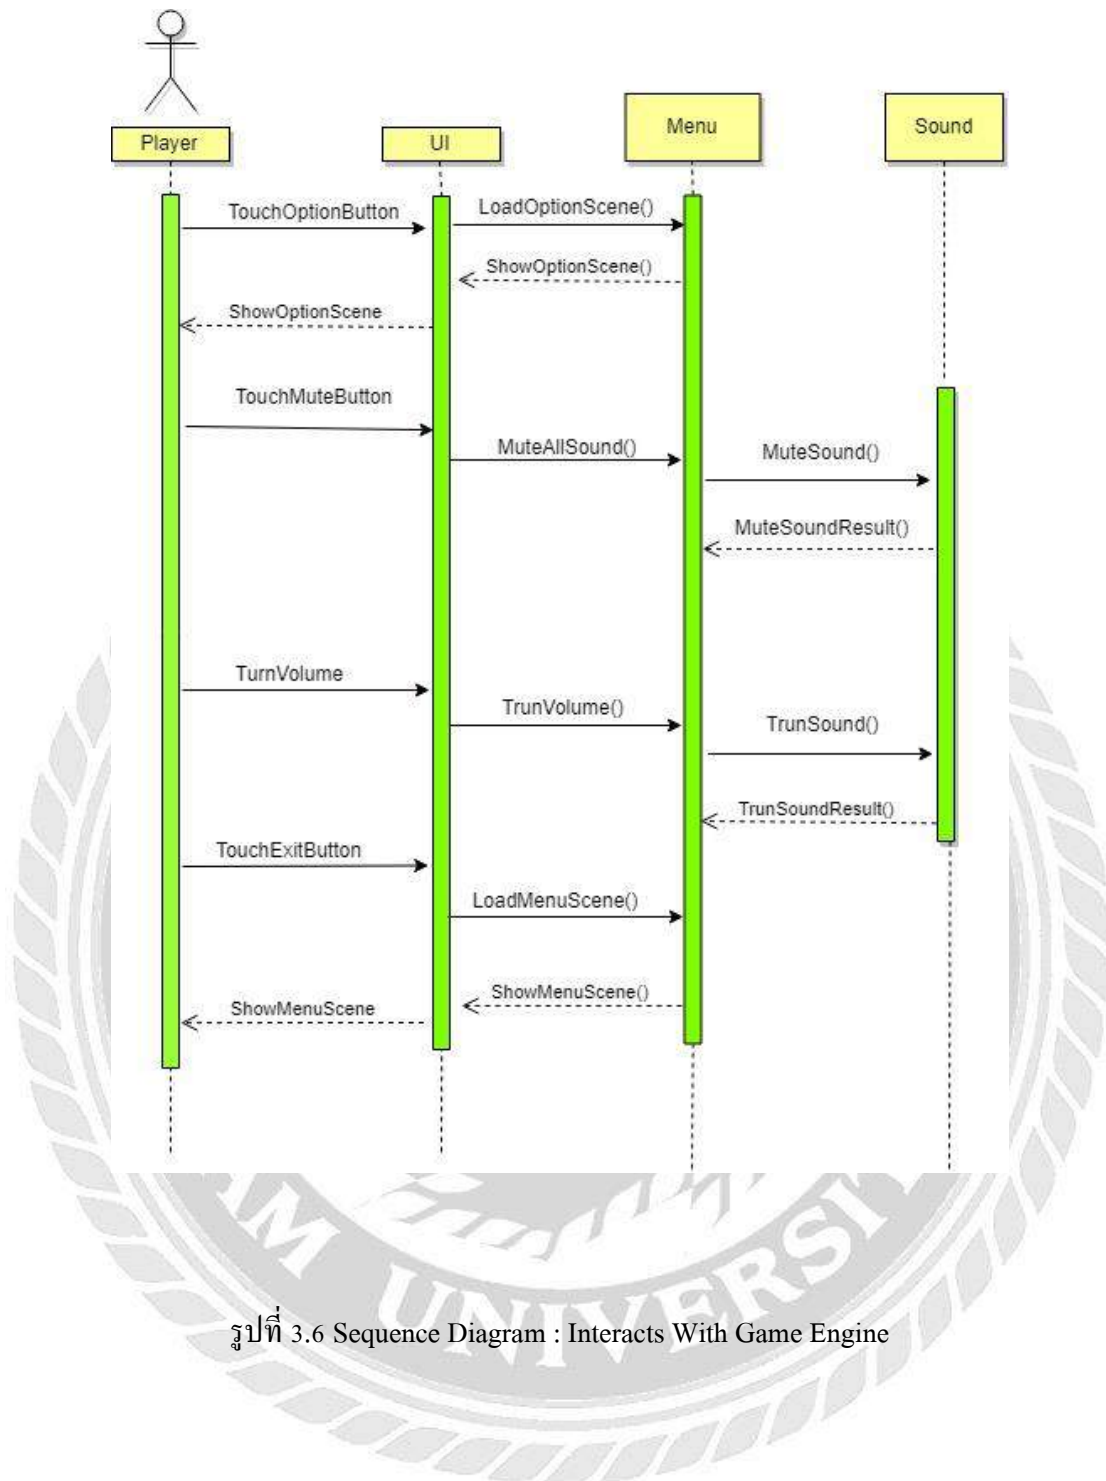 Player
UI
Menu
Sound
TouchOptionButton
LoadOptionScene()
ShowOptionScene()
ShowOptionScene
TouchMuteButton
MuteAllSound()
MuteSound()
MuteSoundResult()
TurnVolume
TrunVolume()
TrunSound()
TrunSoundResult()
TouchExitButton
LoadMenuScene()
ShowMenuScene()
ShowMenuScene
รูปที่ 3.6 Sequence Diagram : Interacts With Game Engine